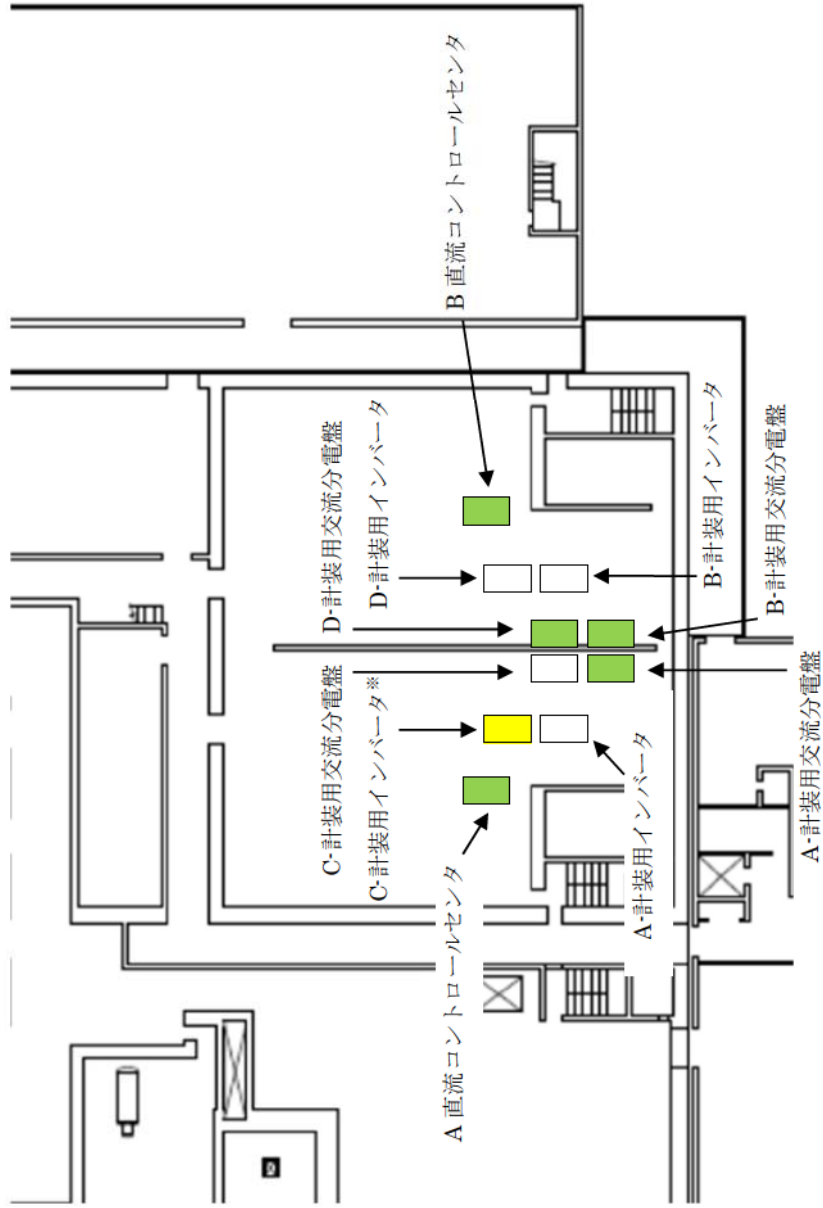 B 直流コントロールセンタ
D-計装用交流分電盤
D-計装用インバータ
C-計装用交流分電盤
C-計装用インバータ※
A 直流コントロールセンタ
B-計装用インバータ
B-計装用交流分電盤
A-計装用インバータ
A-計装用交流分電盤